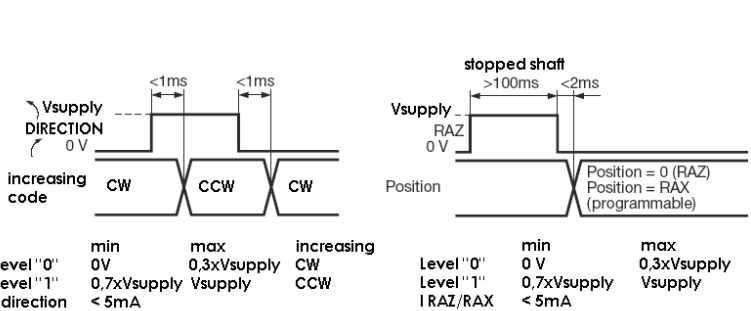 <1ms <1ms
Vsupply
DIRECTION
0 V
increasing
code
CW CCW CW
min max increasing
evel "0" 0V 0,3xVsupply CW
evel "1" 0,7xVsupply Vsupply CCW
direction < 5mA
stopped shaft
>100ms <2ms
Vsupply
RAZ
0 V
Position
Position = 0 (RAZ)
Position = RAX
(programmable)
min max
Level "0" 0 V 0,3xVsupply
Level "1" 0,7xVsupply Vsupply
I RAZ/RAX < 5mA